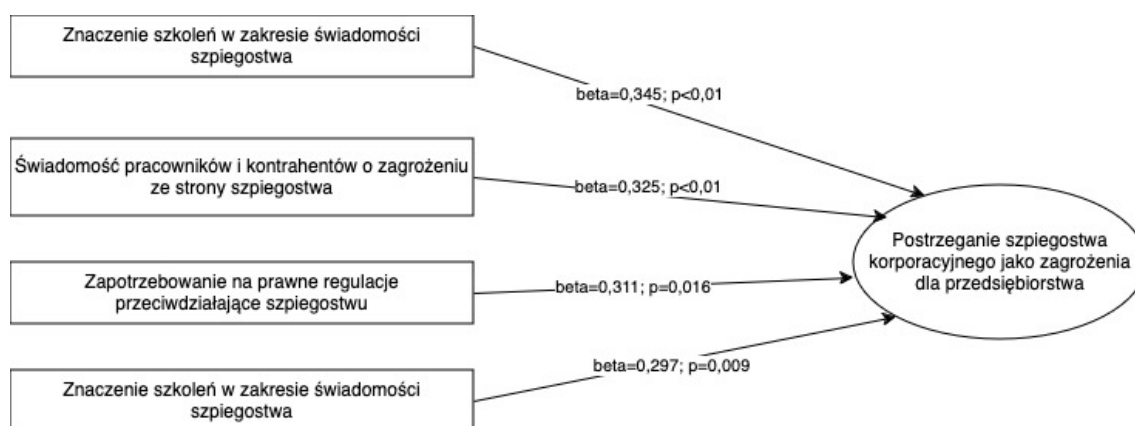 Znaczenie szkoleń w zakresie świadomości
szpiegostwa
beta=0,345; p<0,01
Świadomość pracowników i kontrahentów o zagrożeniu
ze strony szpiegostwa
beta=0,325; p<0,01
Postrzeganie szpiegostwa
korporacyjnego jako zagrożenia
dla przedsiębiorstwa
Zapotrzebowanie na prawne regulacje
przeciwdziałające szpiegostwu
beta=0,311; p=0,016
beta=0,297; p=0,009
Znaczenie szkoleń w zakresie świadomości
szpiegostwa